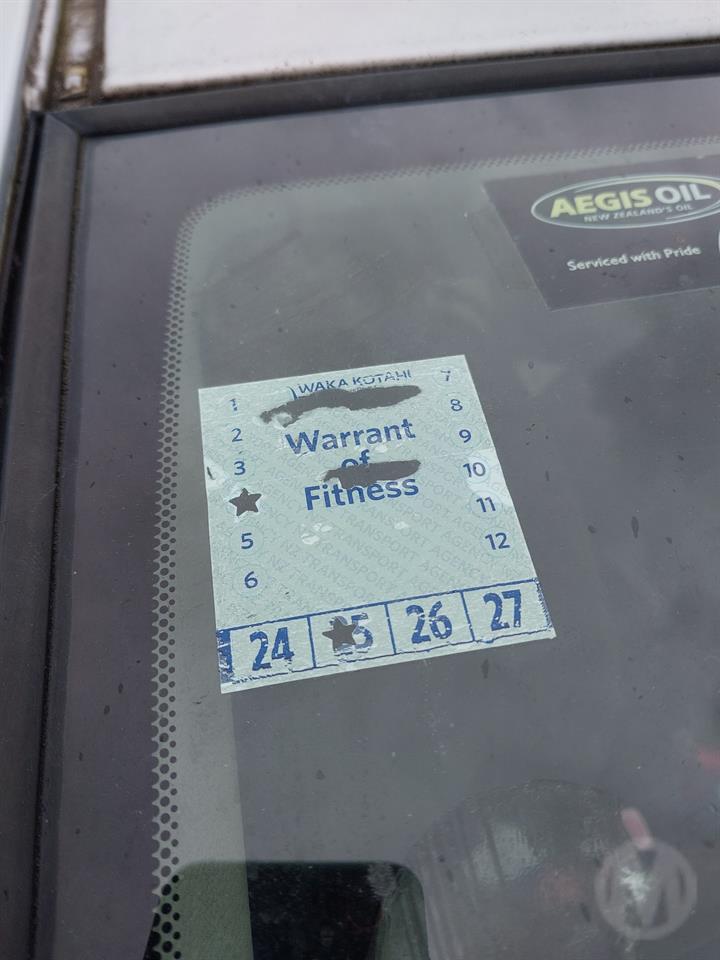 AEGIS OIL
NEW ZEALAND'S OIL
Serviced with Pride
WAKA KOTAHI
Warrant
of
Fitness
1
2
3
5
6
7
8
9
10
11
12
24
26
27